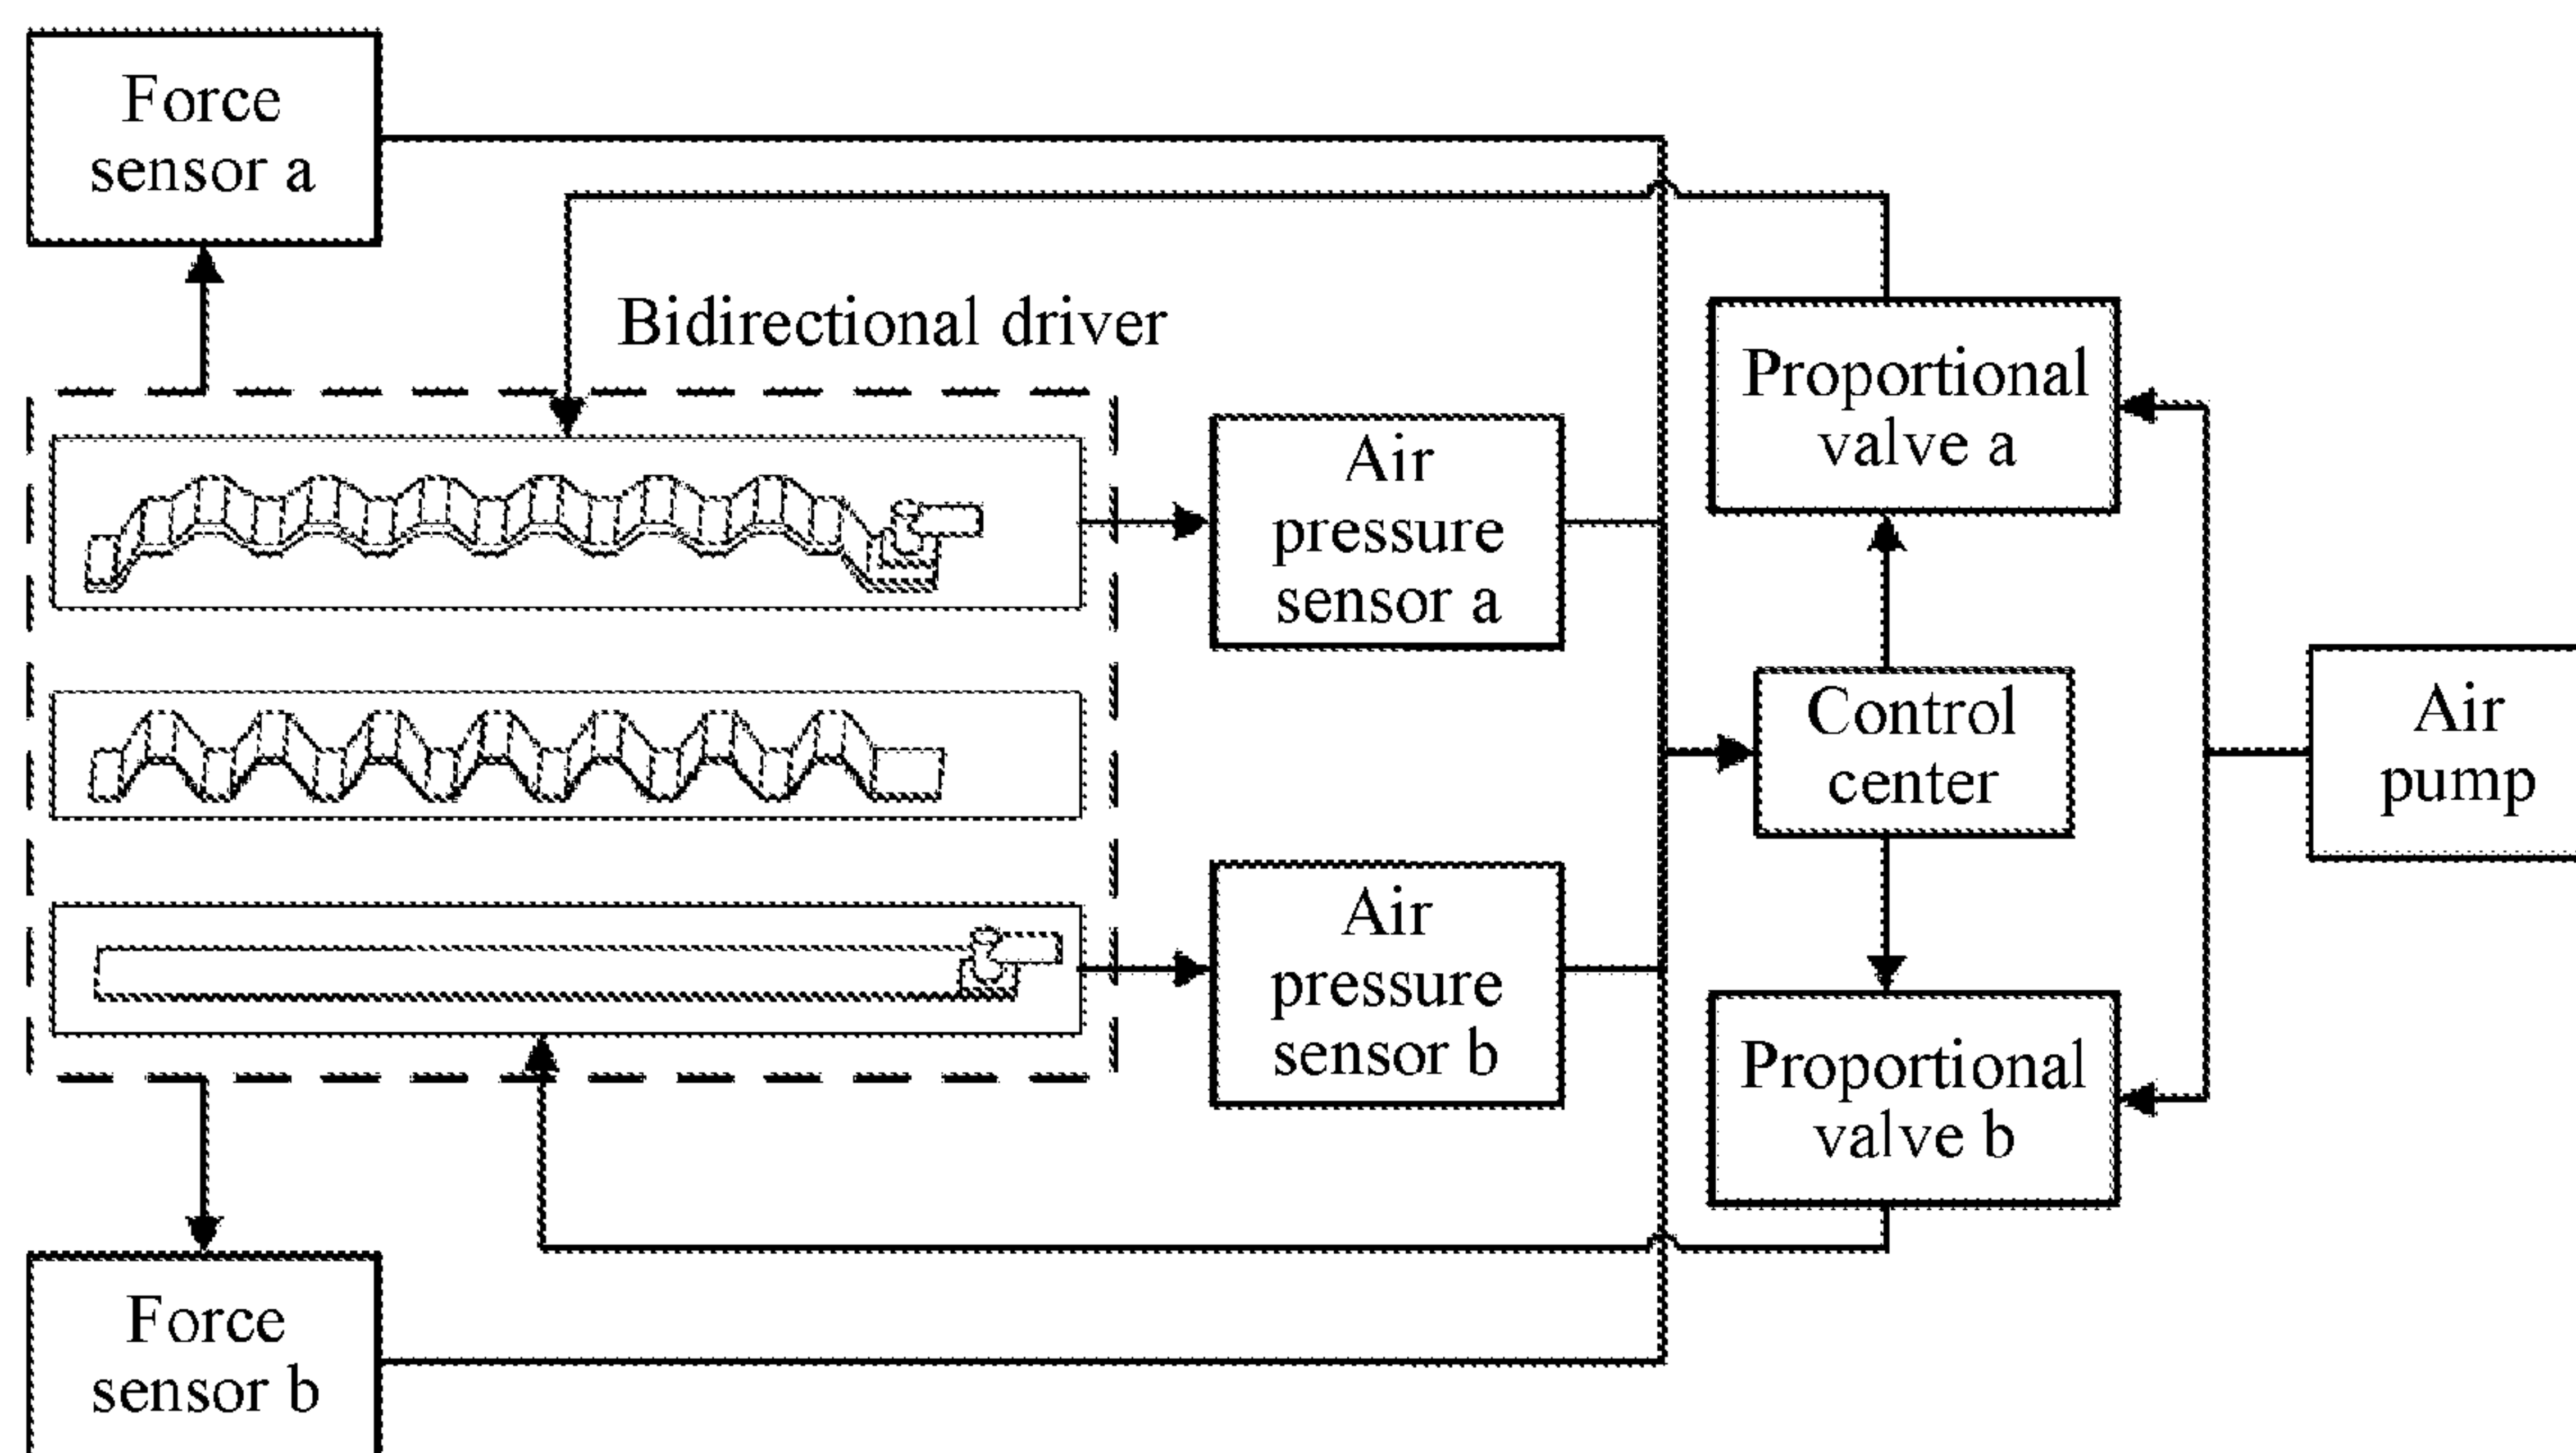 Force
sensor a
Bidirectional driver
Proportional
valve a
Air
pressure
sensor a
Control
center
Air
pump
Air
pressure
sensor b
Proportional
valve b
Force
sensor b